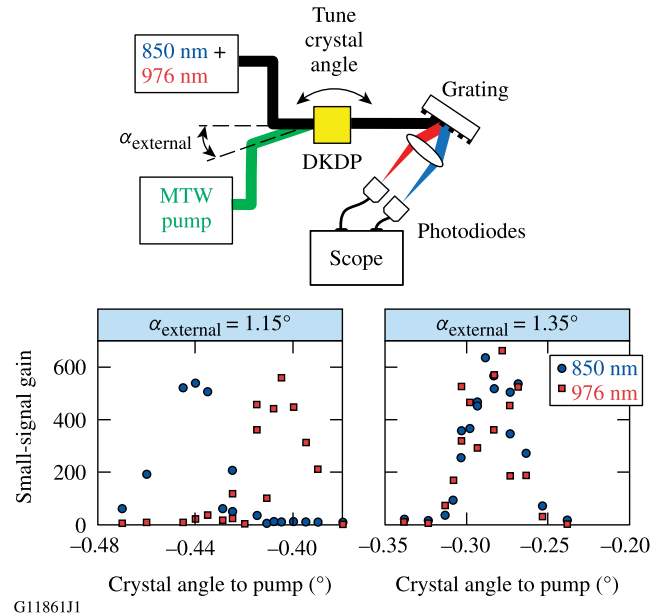 Tune
crystal
angle
850 nm +
976 nm
Grating
αexternal
DKDP
MTW
pump
Photodiodes
Scope
αexternal = 1.15°
αexternal = 1.35°
Small-signal gain
600
400
200
0
850 nm
976 nm
−0.48
−0.44
−0.40
−0.35
−0.30
−0.25
−0.20
Crystal angle to pump (°)
Crystal angle to pump (°)
G11861J1